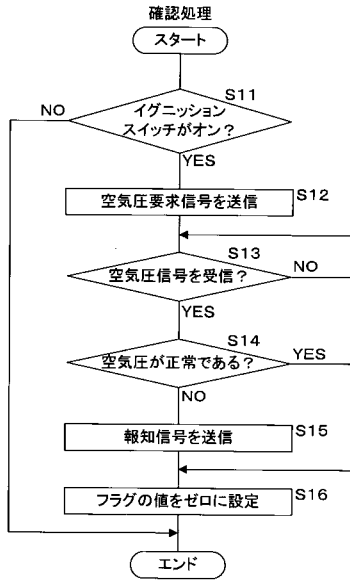 確認処理
スタート
S11
NO
イグニッション
スイッチがオン？
YES
S12
空気圧要求信号を送信
S13
空気圧信号を受信？
NO
YES
S14
空気圧が正常である？
YES
NO
S15
報知信号を送信
S16
フラグの値をゼロに設定
エンド